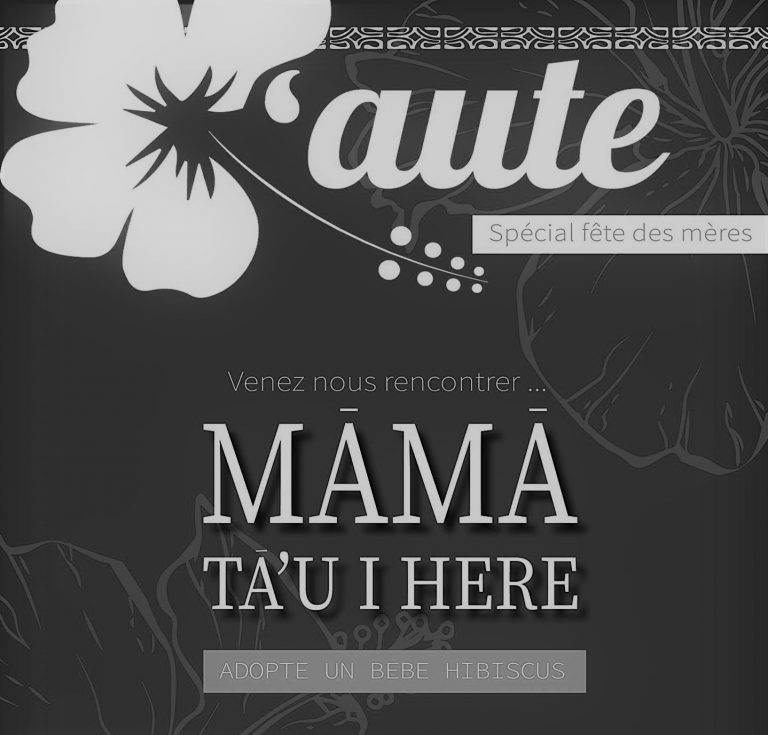 ‘aute
Spécial fête des mères
Venez nous rencontrer ...
MĀMĀ
TĀ’U I HERE
ADOPTE UN BEBE HIBISCUS